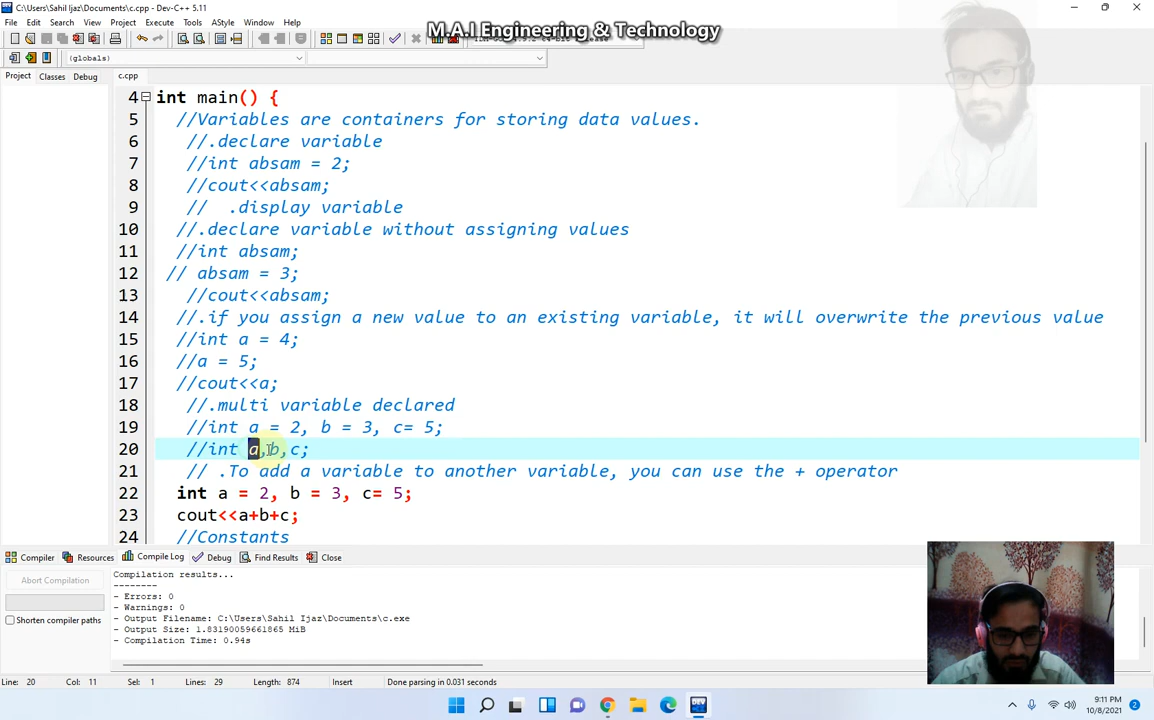 C:\Users\Sahil Ijaz\Documents\c.cpp - Dev-C++ 5.11
File Edit Search View Project Execute Tools AStyle Window Help
M.A.I Engineering & Technology
(globals)
Project Classes Debug
c.cpp
4 int main() {
5 //Variables are containers for storing data values.
6 //.declare variable
7 //int absam = 2;
8 //cout<<absam;
9 // .display variable
10 //.declare variable without assigning values
11 //int absam;
12 // absam = 3;
13 //cout<<absam;
14 //.if you assign a new value to an existing variable, it will overwrite the previous value
15 //int a = 4;
16 //a = 5;
17 //cout<<a;
18 //.multi variable declared
19 //int a = 2, b = 3, c= 5;
20 //int a,b,c;
21 // .To add a variable to another variable, you can use the + operator
22 int a = 2, b = 3, c= 5;
23 cout<<a+b+c;
24 //Constants
Compiler Resources Compile Log Debug Find Results Close
Abort Compilation
Shorten compiler paths
Compilation results...
--------
- Errors: 0
- Warnings: 0
- Output Filename: C:\Users\Sahil Ijaz\Documents\c.exe
- Output Size: 1.83190059661865 MiB
- Compilation Time: 0.94s
Line: 20 Col: 11 Sel: 1 Lines: 29 Length: 874 Insert Done parsing in 0.031 seconds
9:11 PM
10/8/2021
2